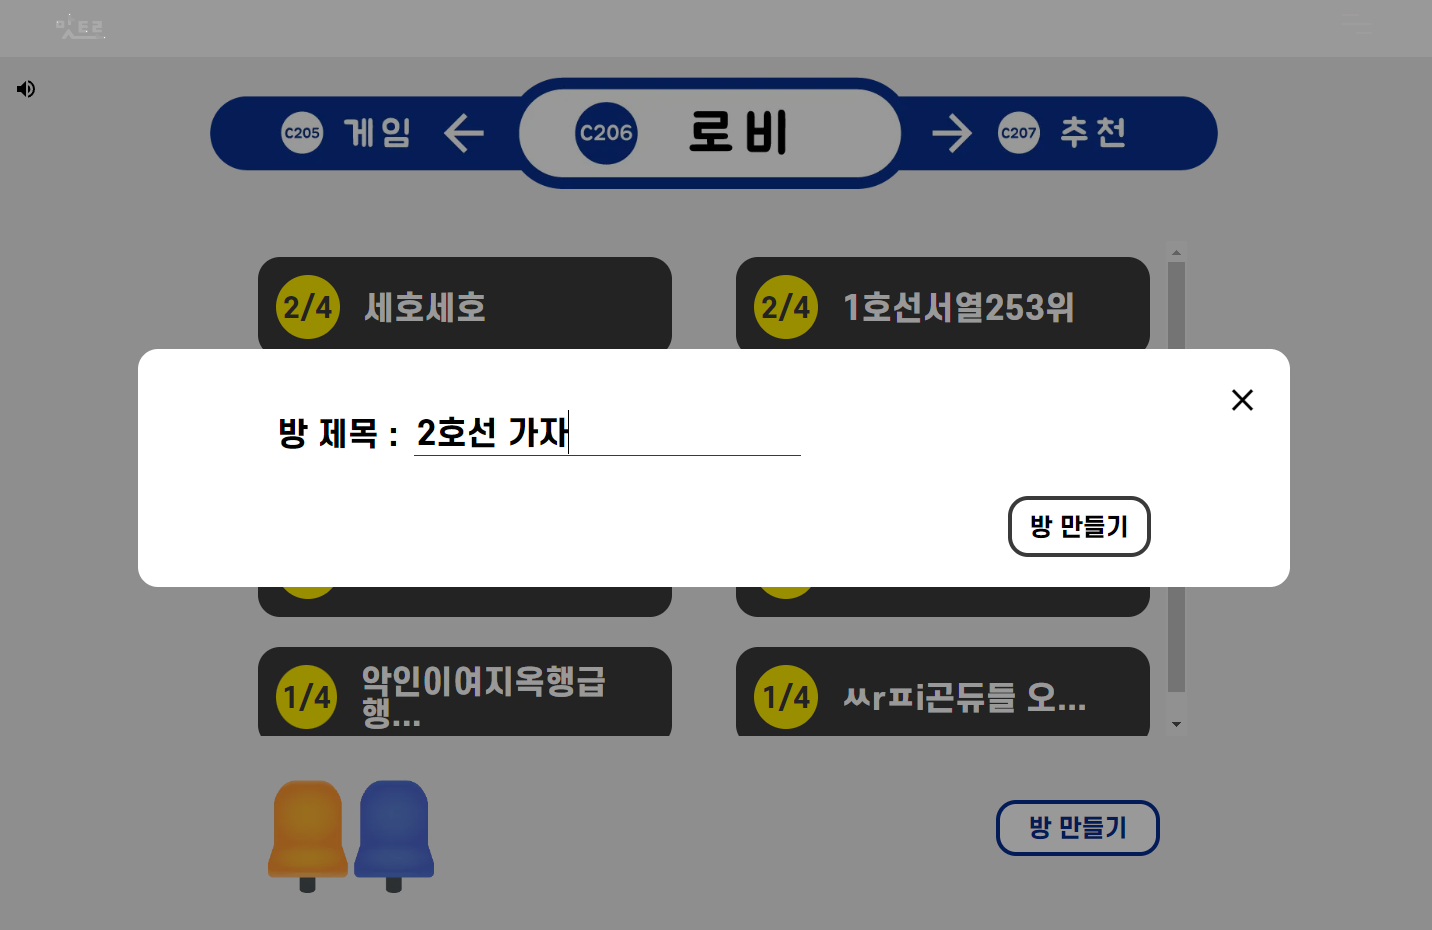 맛트리
C205 게임
C206 로비
C207 추천
2/4 세호세호
2/4 1호선서열253위
방 제목 : 2호선 가자
방 만들기
1/4 악인이여지옥행급
행...
1/4 ㅆrㅍi곤듀들 오...
방 만들기